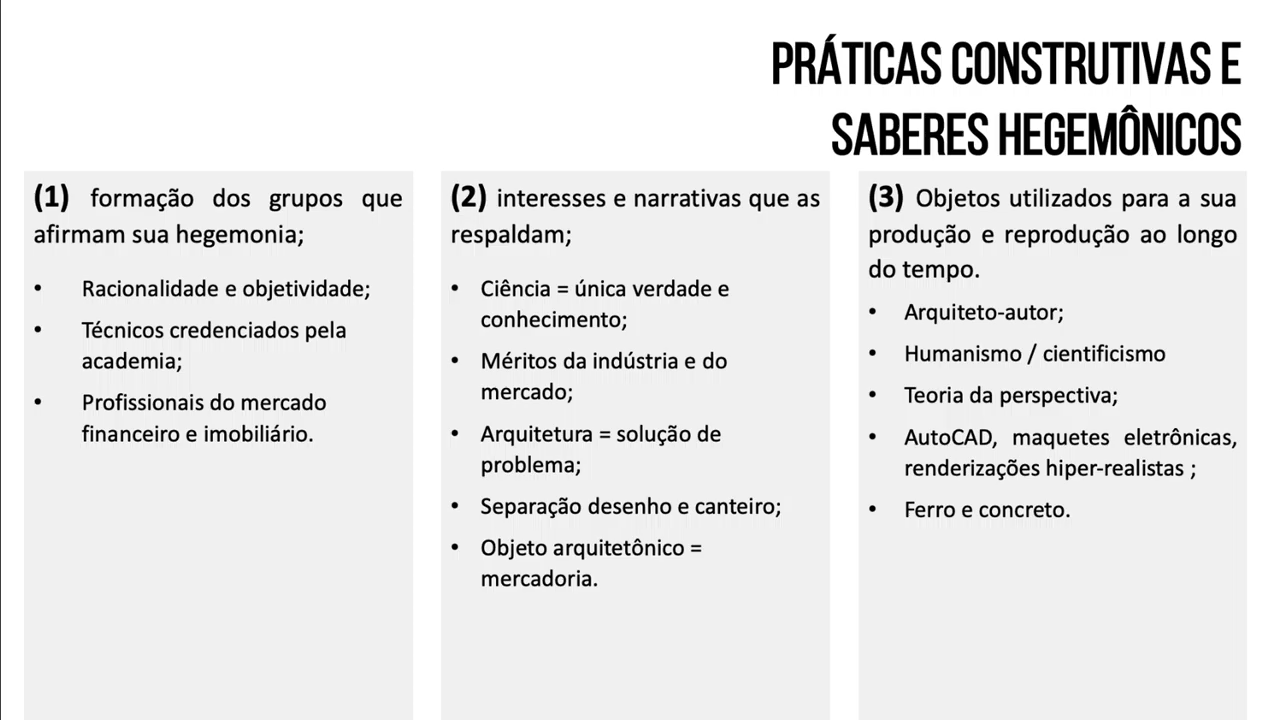 PRÁTICAS CONSTRUTIVAS E
SABERES HEGEMÔNICOS
(1) formação dos grupos que
afirmam sua hegemonia;
• Racionalidade e objetividade;
• Técnicos credenciados pela
academia;
• Profissionais do mercado
financeiro e imobiliário.
(2) interesses e narrativas que as
respaldam;
• Ciência = única verdade e
conhecimento;
• Méritos da indústria e do
mercado;
• Arquitetura = solução de
problema;
• Separação desenho e canteiro;
• Objeto arquitetônico =
mercadoria.
(3) Objetos utilizados para a sua
produção e reprodução ao longo
do tempo.
• Arquiteto-autor;
• Humanismo / cientificismo
• Teoria da perspectiva;
• AutoCAD, maquetes eletrônicas,
renderizações hiper-realistas ;
• Ferro e concreto.